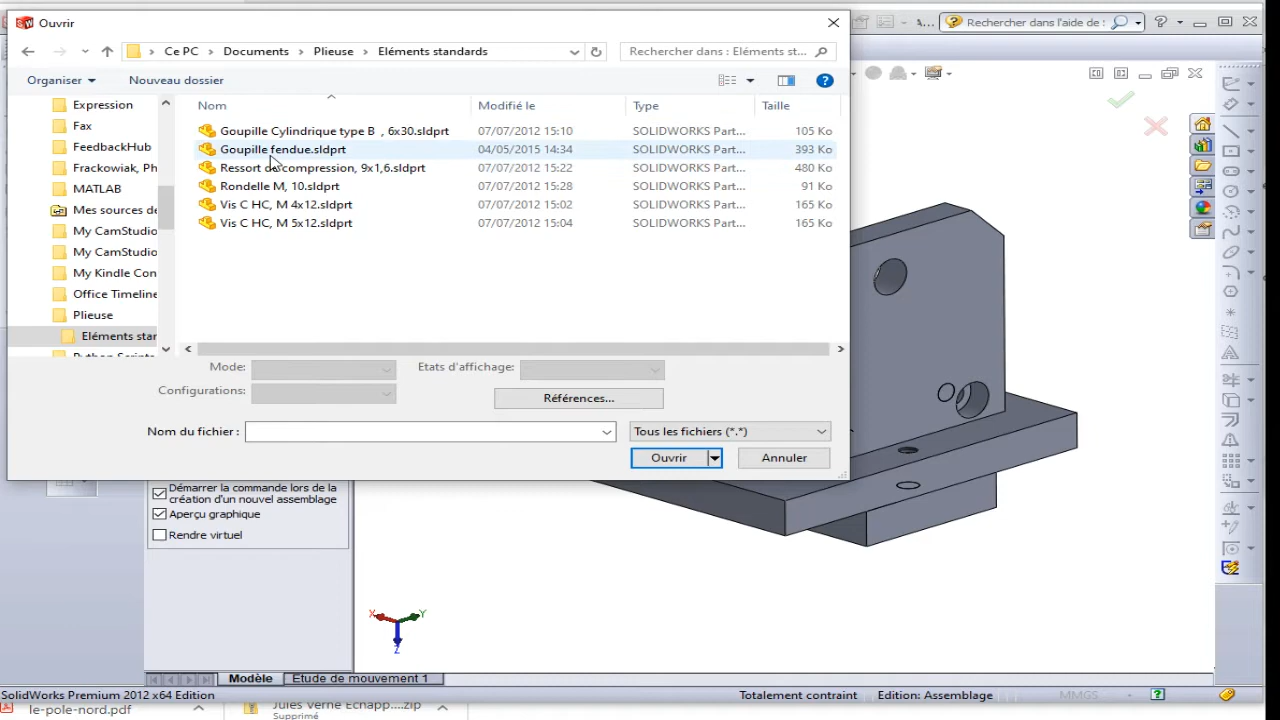 Ouvrir
Rechercher dans l'aide de :
Ce PC > Documents > Plieuse > Eléments standards
Rechercher dans : Eléments st...
Organiser
Nouveau dossier
Nom Modifié le Type Taille
Expression
Fax
FeedbackHub
Frackowiak, Ph
MATLAB
Mes sources de
My CamStudio
My CamStudio
My Kindle Con
Office Timeline
Plieuse
Eléments star
Python Scripts
Goupille Cylindrique type B , 6x30.sldprt 07/07/2012 15:10 SOLIDWORKS Part... 105 Ko
Goupille fendue.sldprt 04/05/2015 14:34 SOLIDWORKS Part... 393 Ko
Ressort de compression, 9x1,6.sldprt 07/07/2012 15:22 SOLIDWORKS Part... 480 Ko
Rondelle M, 10.sldprt 07/07/2012 15:28 SOLIDWORKS Part... 91 Ko
Vis C HC, M 4x12.sldprt 07/07/2012 15:02 SOLIDWORKS Part... 165 Ko
Vis C HC, M 5x12.sldprt 07/07/2012 15:04 SOLIDWORKS Part... 165 Ko
Mode:
Etats d'affichage:
Configurations:
Références...
Nom du fichier :
Tous les fichiers (*.*)
Ouvrir
Annuler
Démarrer la commande lors de la
création d'un nouvel assemblage
Aperçu graphique
Rendre virtuel
X
Y
Z
Modèle
Etude de mouvement 1
SolidWorks Premium 2012 x64 Edition
Totalement contraint
Edition: Assemblage
MMGS
le-pole-nord.pdf
Jules Verne Echapp....zip
Supprimé